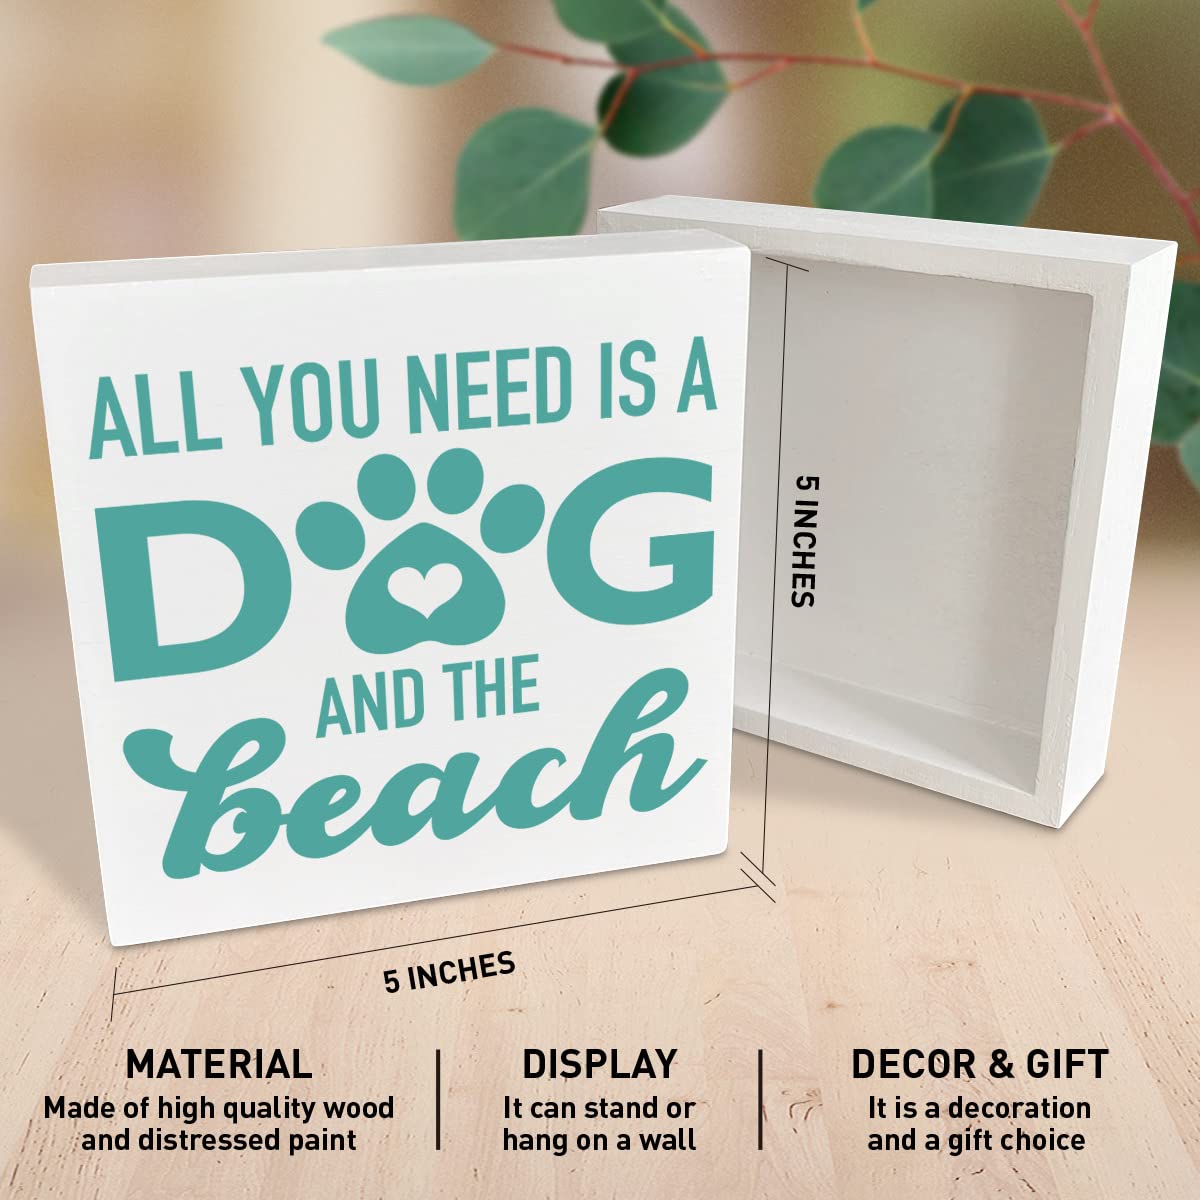 ALL YOU NEED IS A
DOG
AND THE
beach
5 INCHES
5 INCHES
MATERIAL
Made of high quality wood
and distressed paint
DISPLAY
It can stand or
hang on a wall
DECOR & GIFT
It is a decoration
and a gift choice